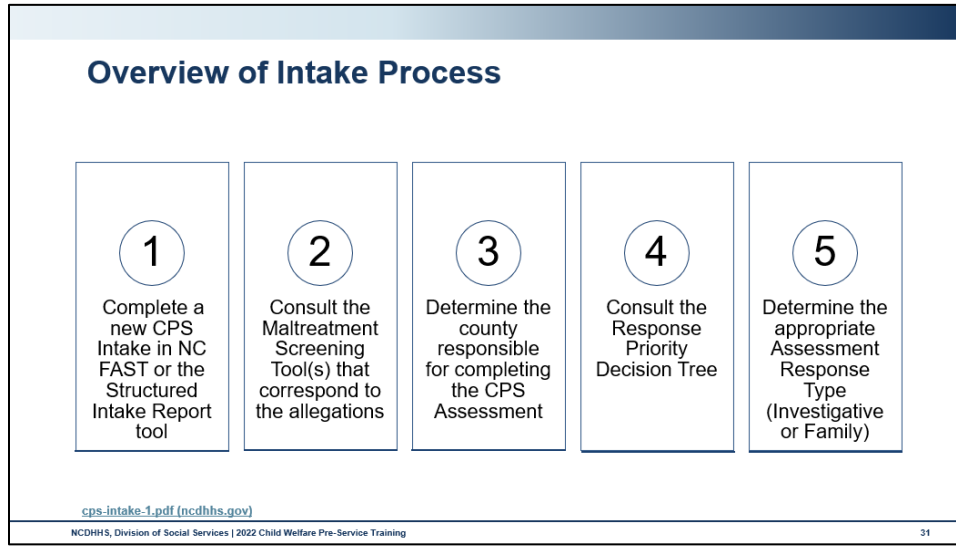 Overview of Intake Process
1
Complete a
new CPS
Intake in NC
FAST or the
Structured
Intake Report
tool
2
Consult the
Maltreatment
Screening
Tool(s) that
correspond to
the allegations
3
Determine the
county
responsible
for completing
the CPS
Assessment
4
Consult the
Response
Priority
Decision Tree
5
Determine the
appropriate
Assessment
Response
Type
(Investigative
or Family)
cps-intake-1.pdf (ncdhhs.gov)
NCDHHS, Division of Social Services | 2022 Child Welfare Pre-Service Training
31